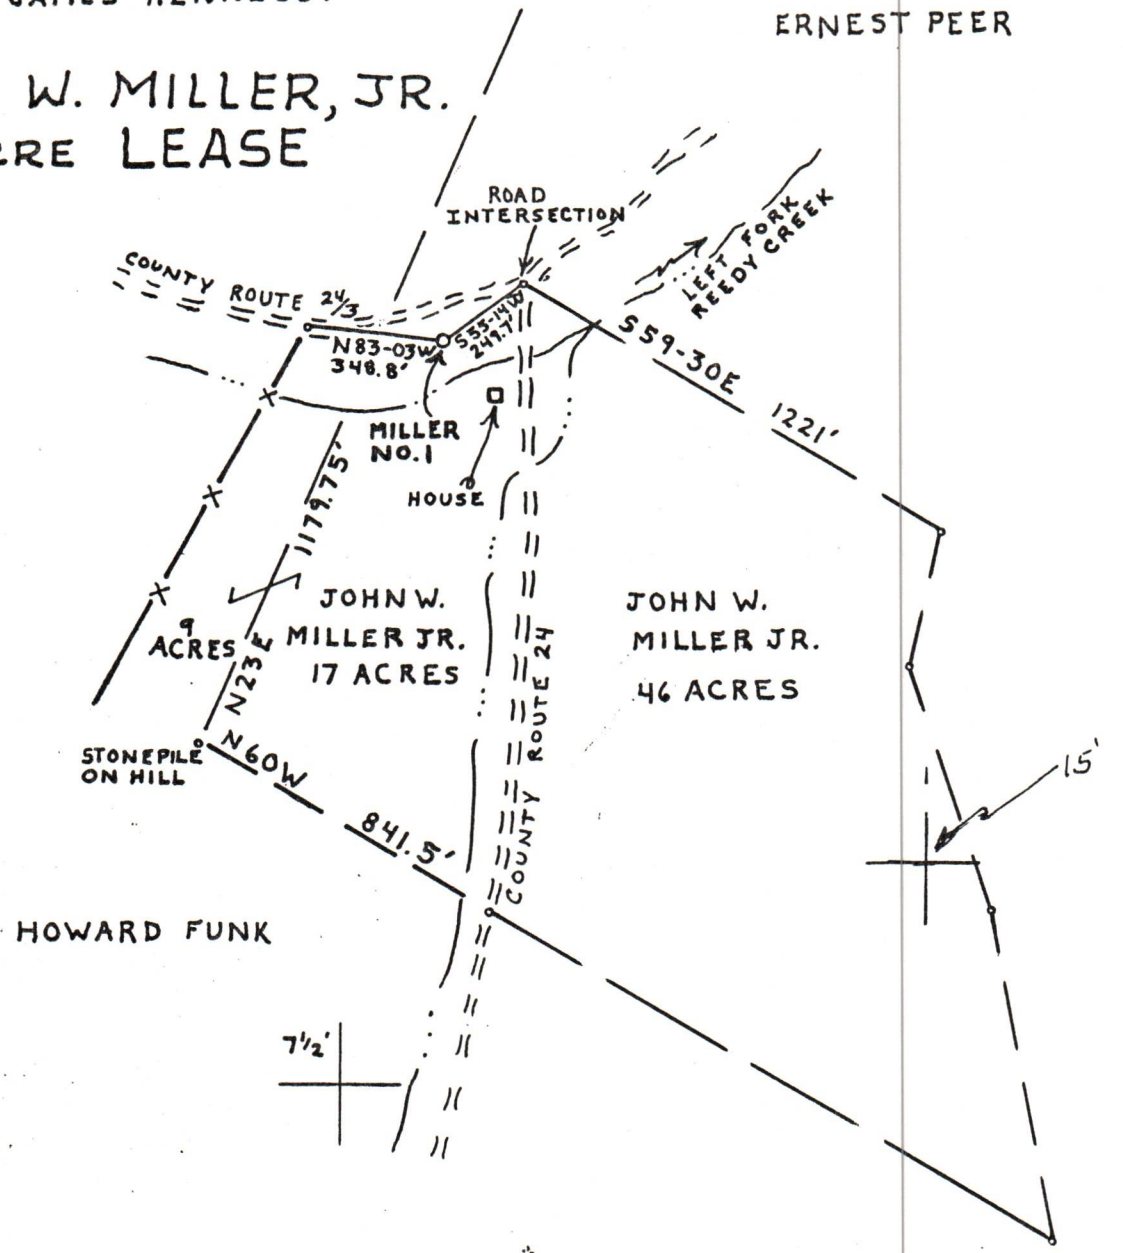 ERNEST PEER
W. MILLER, JR.
LEASE
ROAD
INTERSECTION
COUNTY ROUTE 24/3
LEFT FORK
REEDY CREEK
N83-03W
348.8'
S55-14W
249.7'
S59-30E 1221'
MILLER
NO.1
HOUSE
1179.75'
N23E
9
ACRES
JOHN W.
MILLER JR.
17 ACRES
JOHN W.
MILLER JR.
46 ACRES
COUNTY ROUTE 24
STONEPILE
ON HILL
N60W 841.5'
15'
HOWARD FUNK
7 1/2'